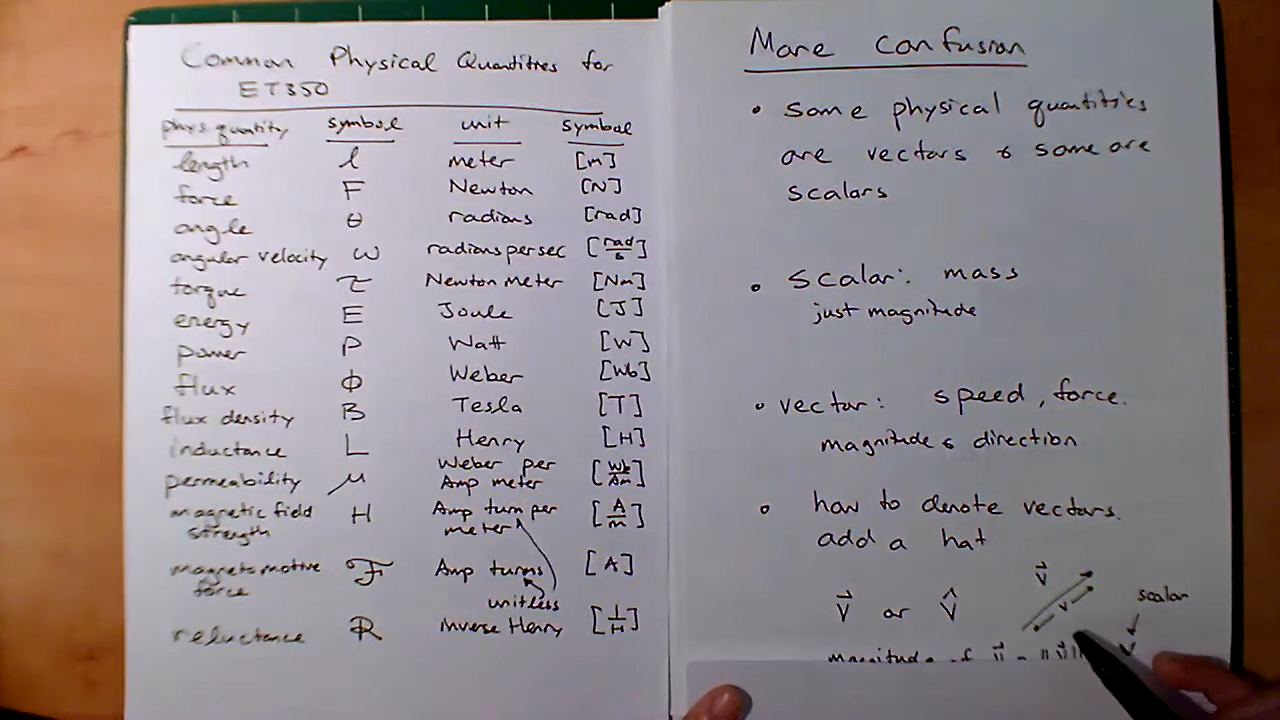 Common Physical Quantities for
ET350
phys quantity symbol unit symbol
length l meter [m]
force F Newton [N]
angle θ radians [rad]
angular velocity ω radians per sec [rad/s]
torque τ Newton meter [Nm]
energy E Joule [J]
power P Watt [W]
flux ϕ Weber [Wb]
flux density B Tesla [T]
inductance L Henry [H]
permeability μ Weber per Amp meter [Wb/Am]
magnetic field strength H Amp turn per meter [A/m]
magnetomotive force ℱ Amp turns [A]
unitless
reluctance ℛ inverse Henry [1/H]
More confusion
• some physical quantities
are vectors & some are
scalars
• scalar: mass
just magnitude
• vector: speed, force.
magnitude & direction
• how to denote vectors.
add a hat
v⃗ or v̂
v⃗ v scalar
magnitude of v⃗ = ||v⃗||